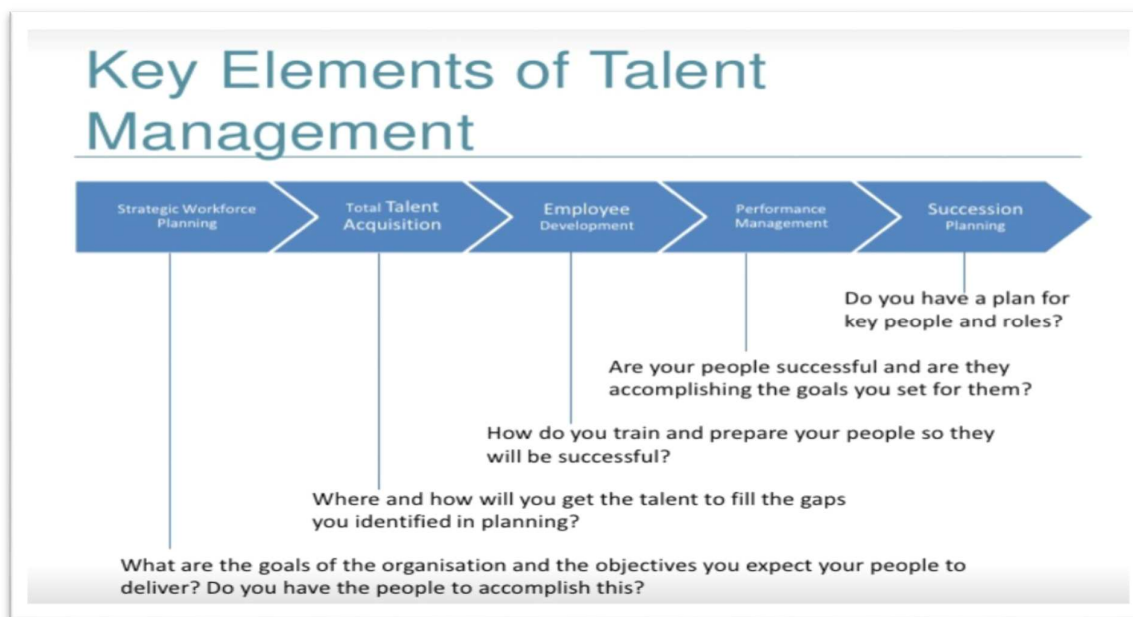 Key Elements of Talent
Management
Strategic Workforce
Planning
Total Talent
Acquisition
Employee
Development
Performance
Management
Succession
Planning
Do you have a plan for
key people and roles?
Are your people successful and are they
accomplishing the goals you set for them?
How do you train and prepare your people so they
will be successful?
Where and how will you get the talent to fill the gaps
you identified in planning?
What are the goals of the organisation and the objectives you expect your people to
deliver? Do you have the people to accomplish this?